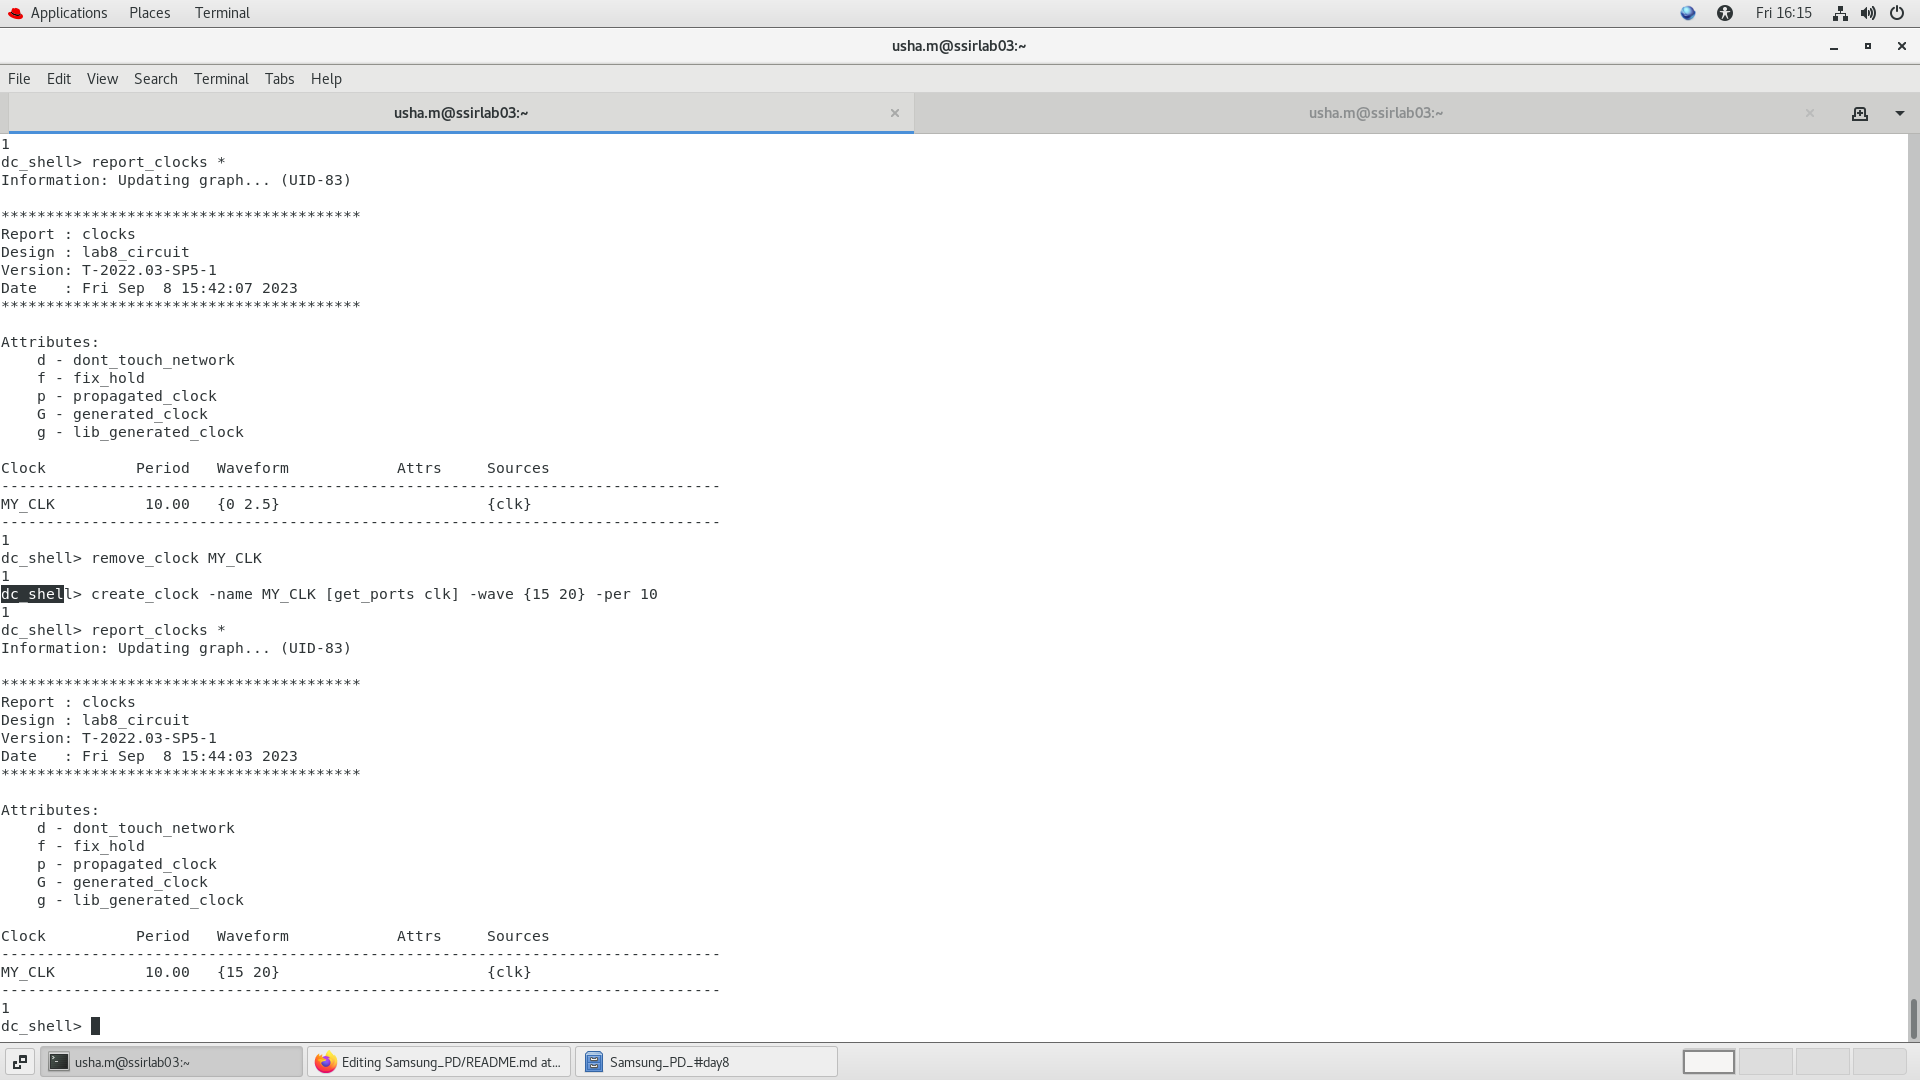 Applications Places Terminal Fri 16:15
usha.m@ssirlab03:~
File Edit View Search Terminal Tabs Help
usha.m@ssirlab03:~ × usha.m@ssirlab03:~ ×
1
dc_shell> report_clocks *
Information: Updating graph... (UID-83)
****************************************
Report : clocks
Design : lab8_circuit
Version: T-2022.03-SP5-1
Date   : Fri Sep  8 15:42:07 2023
****************************************
Attributes:
    d - dont_touch_network
    f - fix_hold
    p - propagated_clock
    G - generated_clock
    g - lib_generated_clock
Clock          Period   Waveform            Attrs     Sources
--------------------------------------------------------------------------------
MY_CLK          10.00   {0 2.5}                       {clk}
--------------------------------------------------------------------------------
1
dc_shell> remove_clock MY_CLK
1
dc_shell> create_clock -name MY_CLK [get_ports clk] -wave {15 20} -per 10
1
dc_shell> report_clocks *
Information: Updating graph... (UID-83)
****************************************
Report : clocks
Design : lab8_circuit
Version: T-2022.03-SP5-1
Date   : Fri Sep  8 15:44:03 2023
****************************************
Attributes:
    d - dont_touch_network
    f - fix_hold
    p - propagated_clock
    G - generated_clock
    g - lib_generated_clock
Clock          Period   Waveform            Attrs     Sources
--------------------------------------------------------------------------------
MY_CLK          10.00   {15 20}                       {clk}
--------------------------------------------------------------------------------
1
dc_shell>
usha.m@ssirlab03:~ Editing Samsung_PD/README.md at... Samsung_PD_#day8